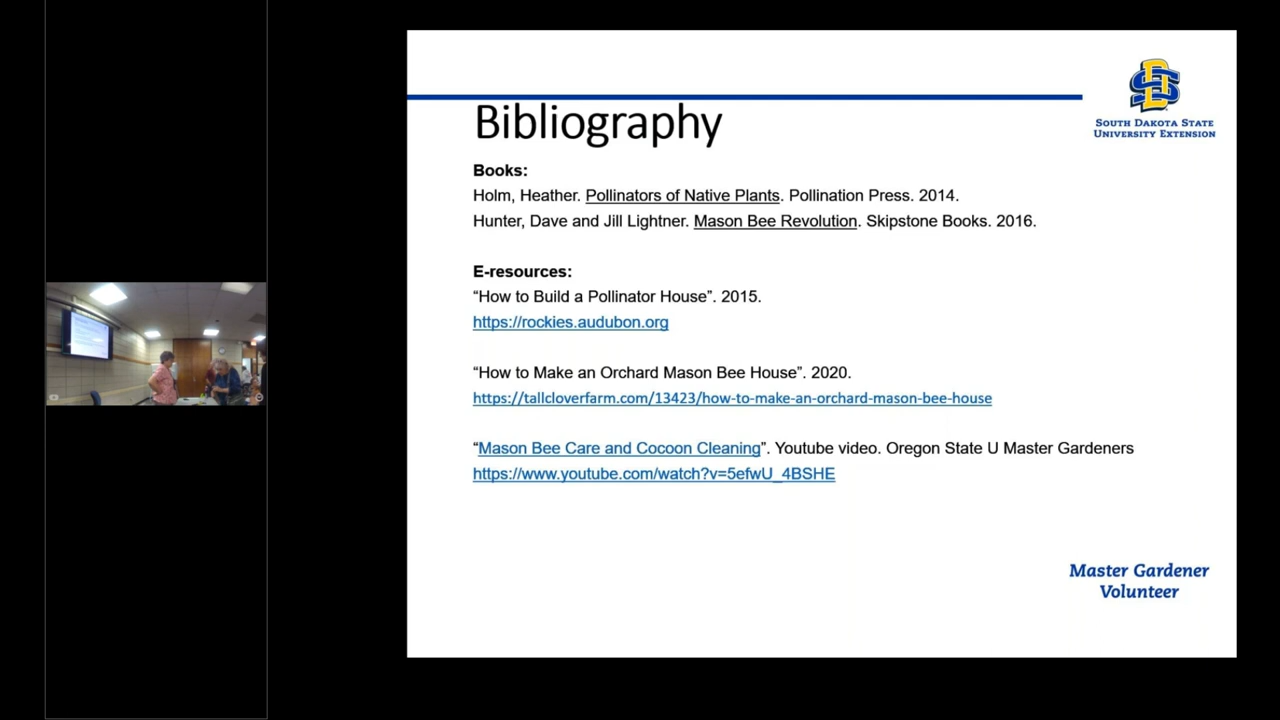 Bibliography
SOUTH DAKOTA STATE
UNIVERSITY EXTENSION
Books:
Holm, Heather. Pollinators of Native Plants. Pollination Press. 2014.
Hunter, Dave and Jill Lightner. Mason Bee Revolution. Skipstone Books. 2016.
E-resources:
“How to Build a Pollinator House”. 2015.
https://rockies.audubon.org
“How to Make an Orchard Mason Bee House”. 2020.
https://tallcloverfarm.com/13423/how-to-make-an-orchard-mason-bee-house
“Mason Bee Care and Cocoon Cleaning”. Youtube video. Oregon State U Master Gardeners
https://www.youtube.com/watch?v=5efwU_4BSHE
Master Gardener
Volunteer